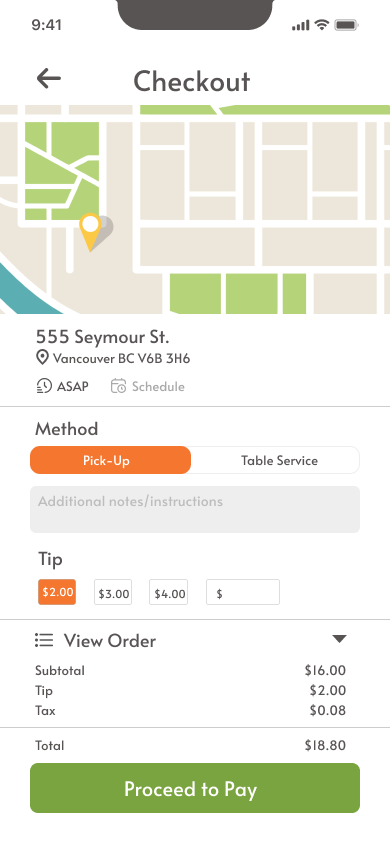 9:41
Checkout
555 Seymour St.
Vancouver BC V6B 3H6
ASAP Schedule
Method
Pick-Up Table Service
Additional notes/instructions
Tip
$2.00 $3.00 $4.00 $
View Order
Subtotal $16.00
Tip $2.00
Tax $0.08
Total $18.80
Proceed to Pay